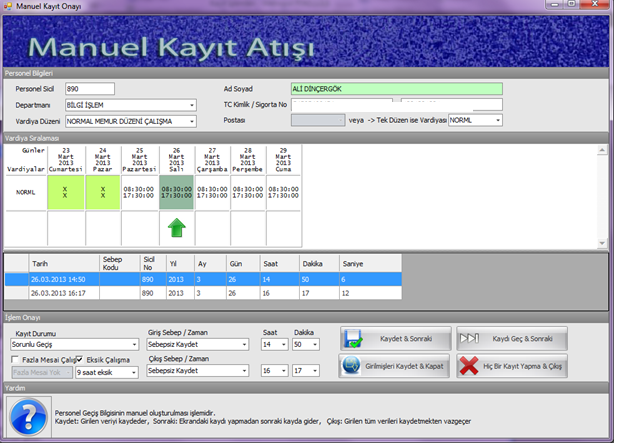 Manuel Kayıt Onayı
Manuel Kayıt Atışı
Personel Bilgileri
Personel Sicil 890 Ad Soyad ALİ DİNÇERGÖK
Departmanı BİLGİ İŞLEM TC Kimlik / Sigorta No
Vardiya Düzeni NORMAL MEMUR DÜZENİ ÇALIŞMA Postası veya -> Tek Düzen ise Vardiyası NORML
Vardiya Sıralaması
Günler 23 24 25 26 27 28 29
Mart Mart Mart Mart Mart Mart Mart
2013 2013 2013 2013 2013 2013 2013
Vardiyalar Cumartesi Pazar Pazartesi Salı Çarşamba Perşembe Cuma
NORML X X 08:30:00 08:30:00 08:30:00 08:30:00 08:30:00
X X 17:30:00 17:30:00 17:30:00 17:30:00 17:30:00
Tarih Sebep Kodu Sicil No Yıl Ay Gün Saat Dakika Saniye
26.03.2013 14:50 890 2013 3 26 14 50 6
26.03.2013 16:17 890 2013 3 26 16 17 12
İşlem Onayı
Kayıt Durumu Giriş Sebep / Zaman Saat Dakika
Sorunlu Geçiş Sebepsiz Kaydet 14 50 Kaydet & Sonraki Kaydı Geç & Sonraki
Fazla Mesai Çalış Eksik Çalışma Çıkış Sebep / Zaman
Fazla Mesai Yok 9 saat eksik Sebepsiz Kaydet 16 17 Girilmişleri Kaydet & Kapat Hiç Bir Kayıt Yapma & Çıkış
Yardım
Personel Geçiş Bilgisinin manuel oluşturulması işlemidir.
Kaydet: Girilen veriyi kaydeder, Sonraki: Ekrandaki kaydı yapmadan sonraki kayda gider, Çıkış: Girilen tüm verileri kaydetmekten vazgeçer